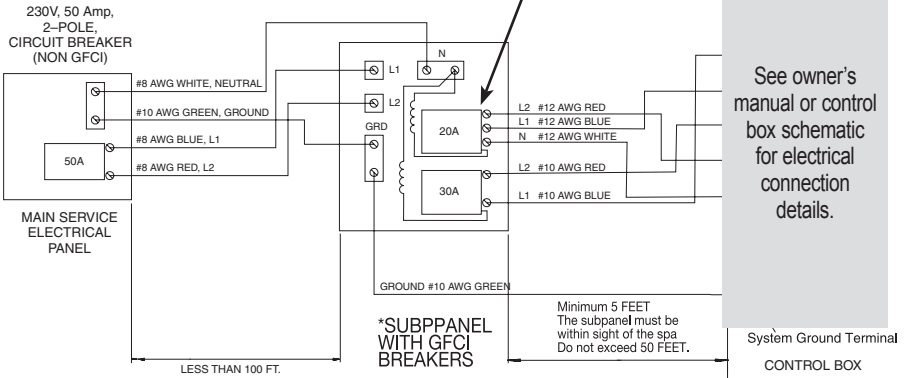 230V, 50 Amp,
2–POLE,
CIRCUIT BREAKER
(NON GFCI)
#8 AWG WHITE, NEUTRAL
#10 AWG GREEN, GROUND
#8 AWG BLUE, L1
#8 AWG RED, L2
50A
MAIN SERVICE
ELECTRICAL
PANEL
LESS THAN 100 FT.
N
L1
L2
GRD
20A
30A
L2 #12 AWG RED
L1 #12 AWG BLUE
N #12 AWG WHITE
L2 #10 AWG RED
L1 #10 AWG BLUE
GROUND #10 AWG GREEN
*SUBPPANEL
WITH GFCI
BREAKERS
Minimum 5 FEET
The subpanel must be
within sight of the spa
Do not exceed 50 FEET.
See owner's
manual or control
box schematic
for electrical
connection
details.
System Ground Terminal
CONTROL BOX